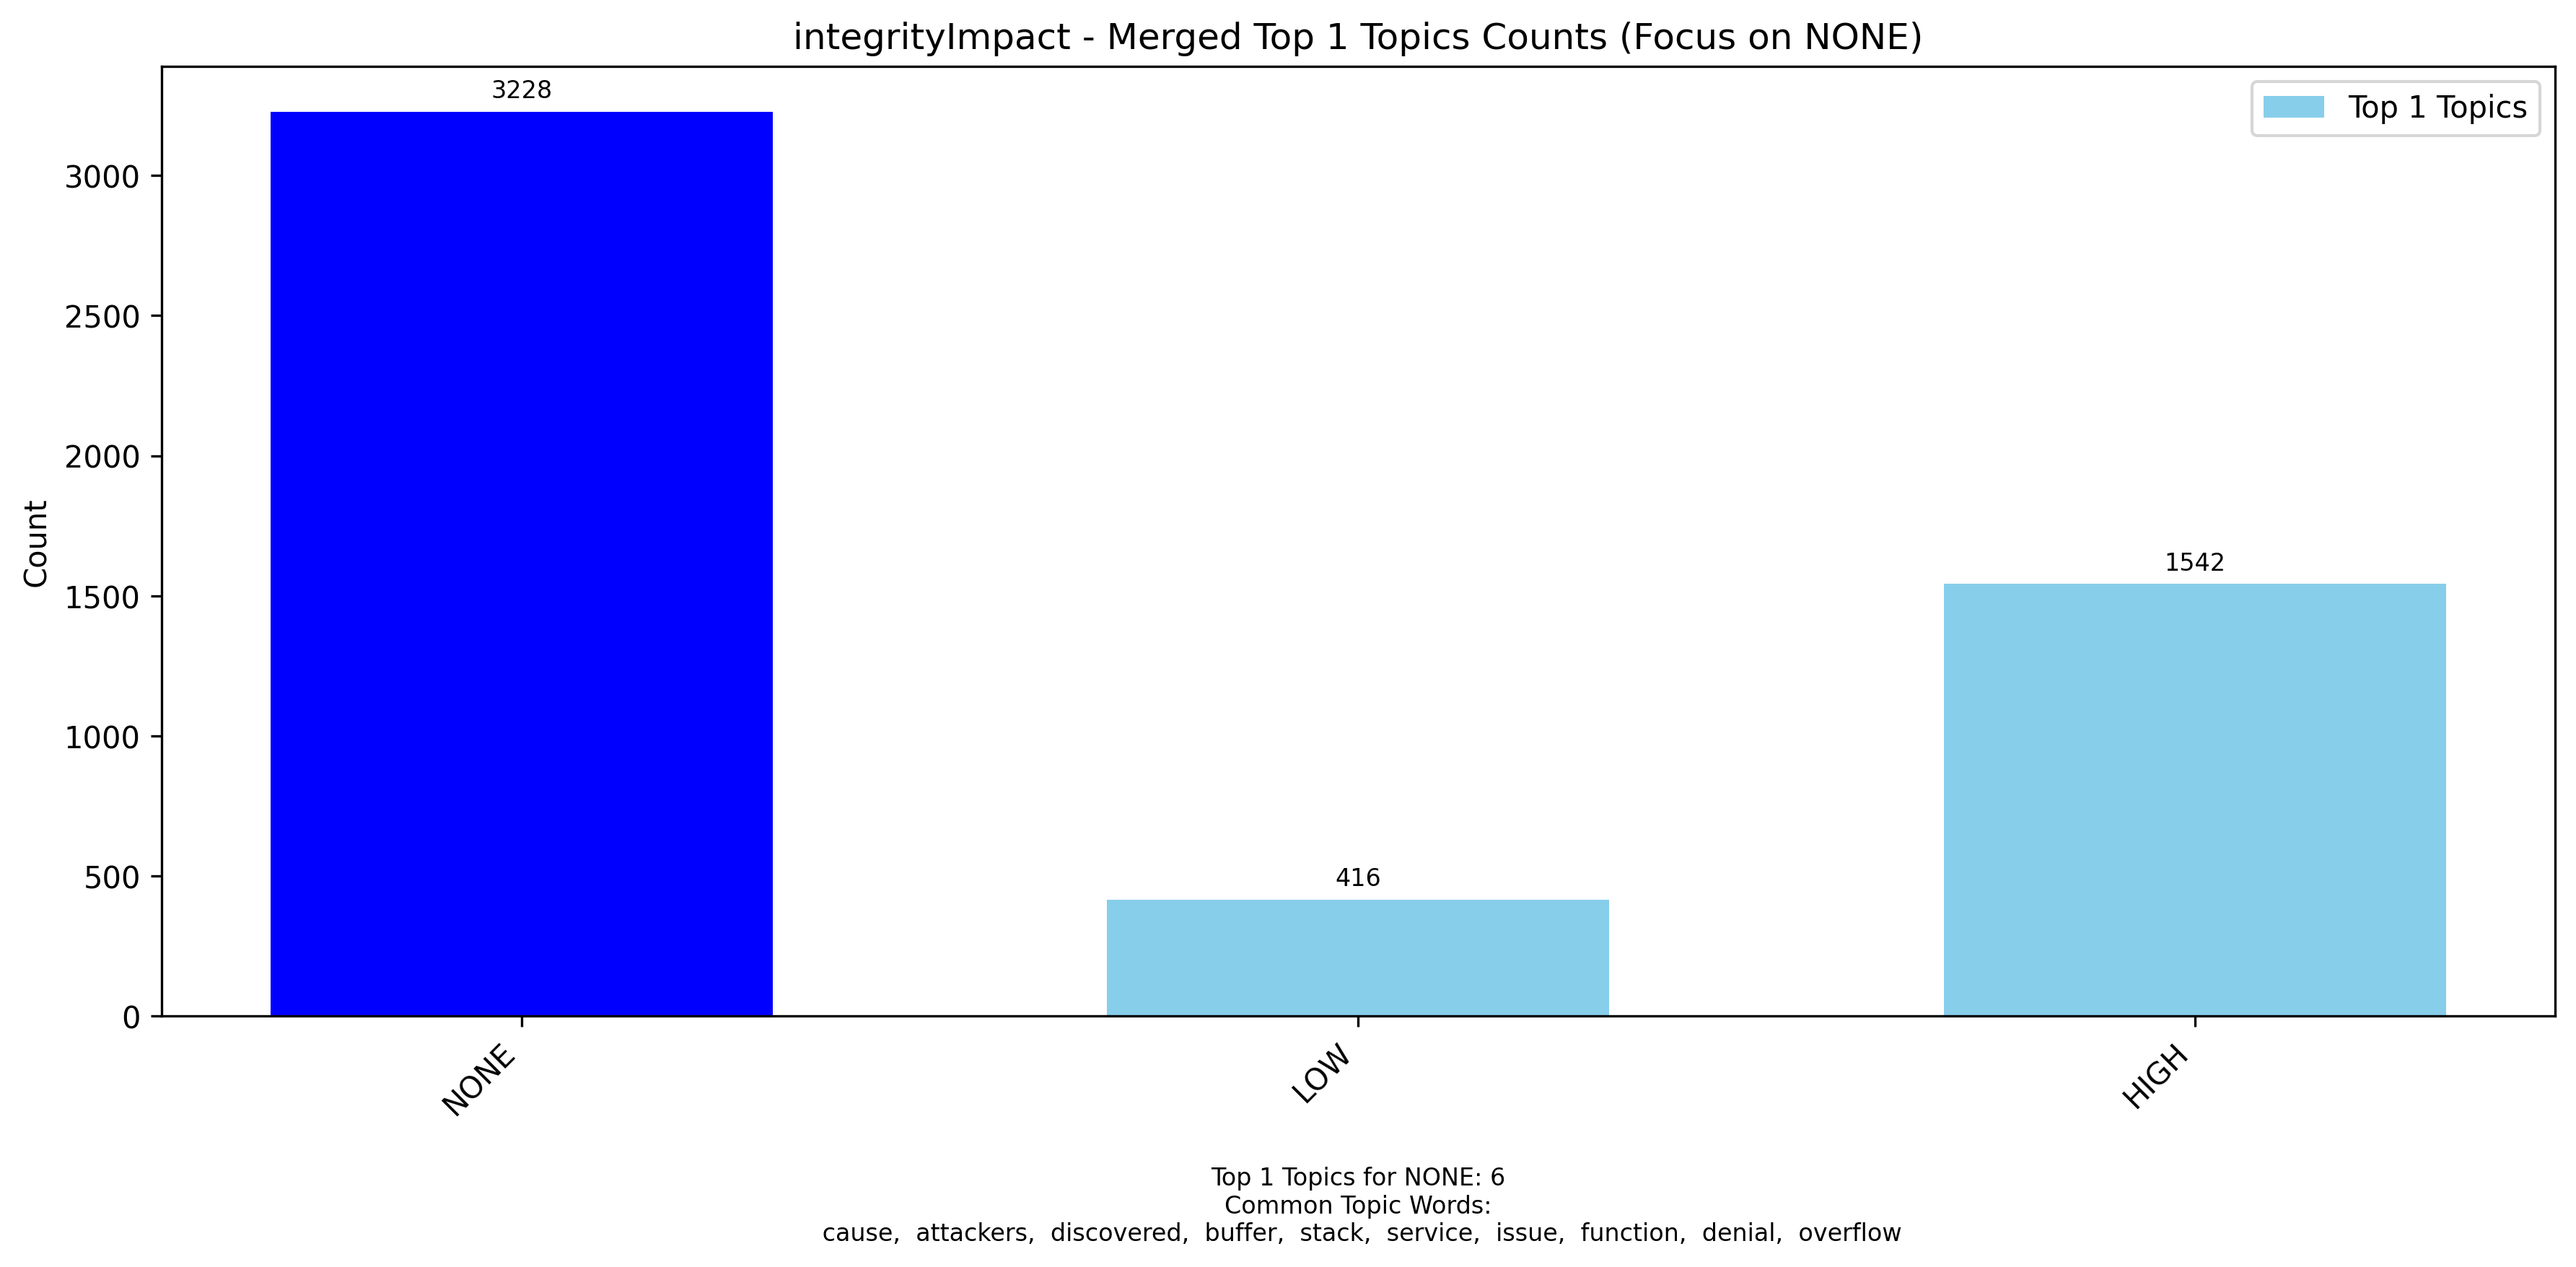 integrityImpact - Merged Top 1 Topics Counts (Focus on NONE)
Top 1 Topics
3228
416
1542
3000
2500
2000
1500
1000
500
0
Count
NONE
LOW
HIGH
Top 1 Topics for NONE: 6
Common Topic Words:
cause, attackers, discovered, buffer, stack, service, issue, function, denial, overflow